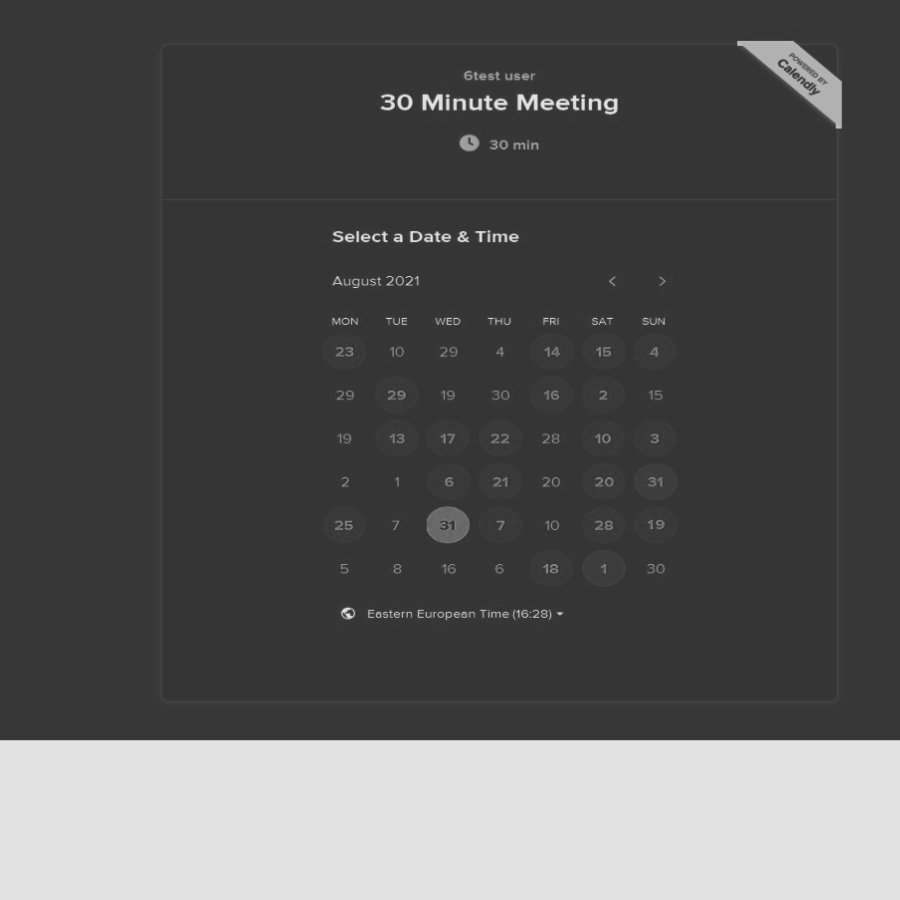 6test user
POWERED BY
Calendly
30 Minute Meeting
30 min
Select a Date & Time
August 2021
MON TUE WED THU FRI SAT SUN
23 10 29 4 14 15 4
29 29 19 30 16 2 15
19 13 17 22 28 10 3
2 1 6 21 20 20 31
25 7 31 7 10 28 19
5 8 16 6 18 1 30
Eastern European Time (16:28)